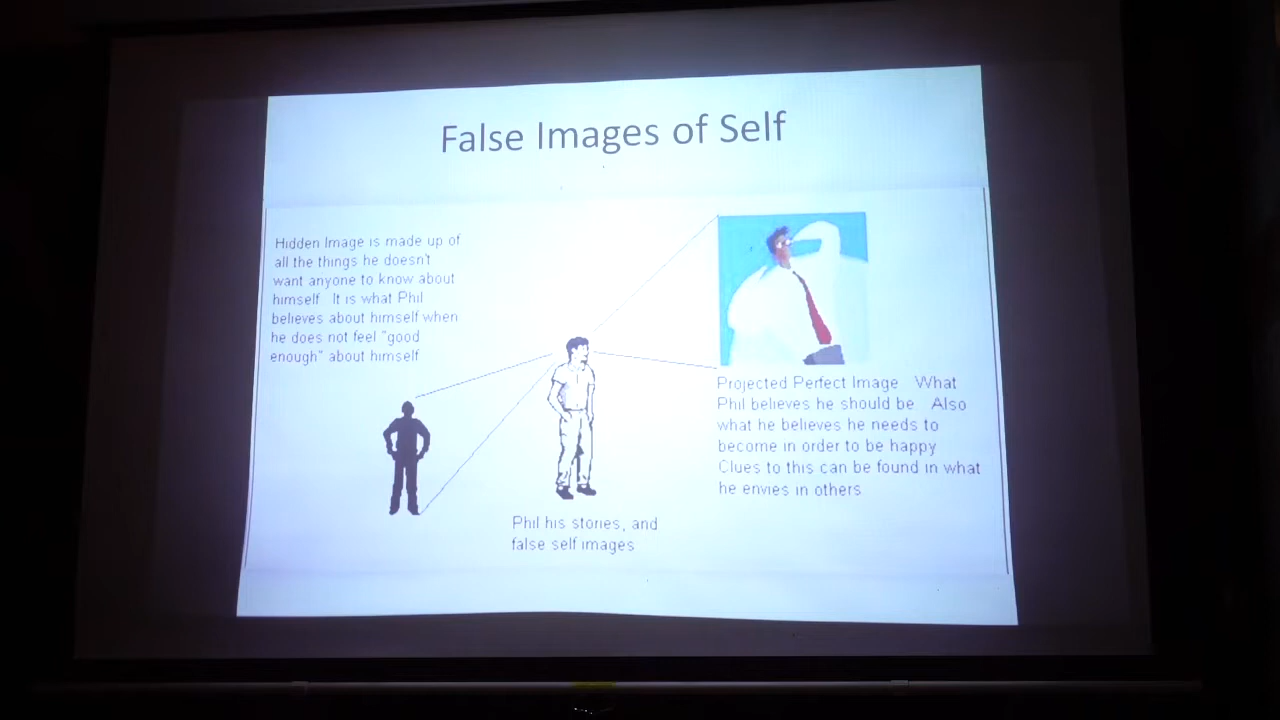 False Images of Self
Hidden Image is made up of
all the things he doesn't
want anyone to know about
himself. It is what Phil
believes about himself when
he does not feel "good
enough" about himself
Projected Perfect Image. What
Phil believes he should be. Also
what he believes he needs to
become in order to be happy
Clues to this can be found in what
he envies in others.
Phil his stories, and
false self images